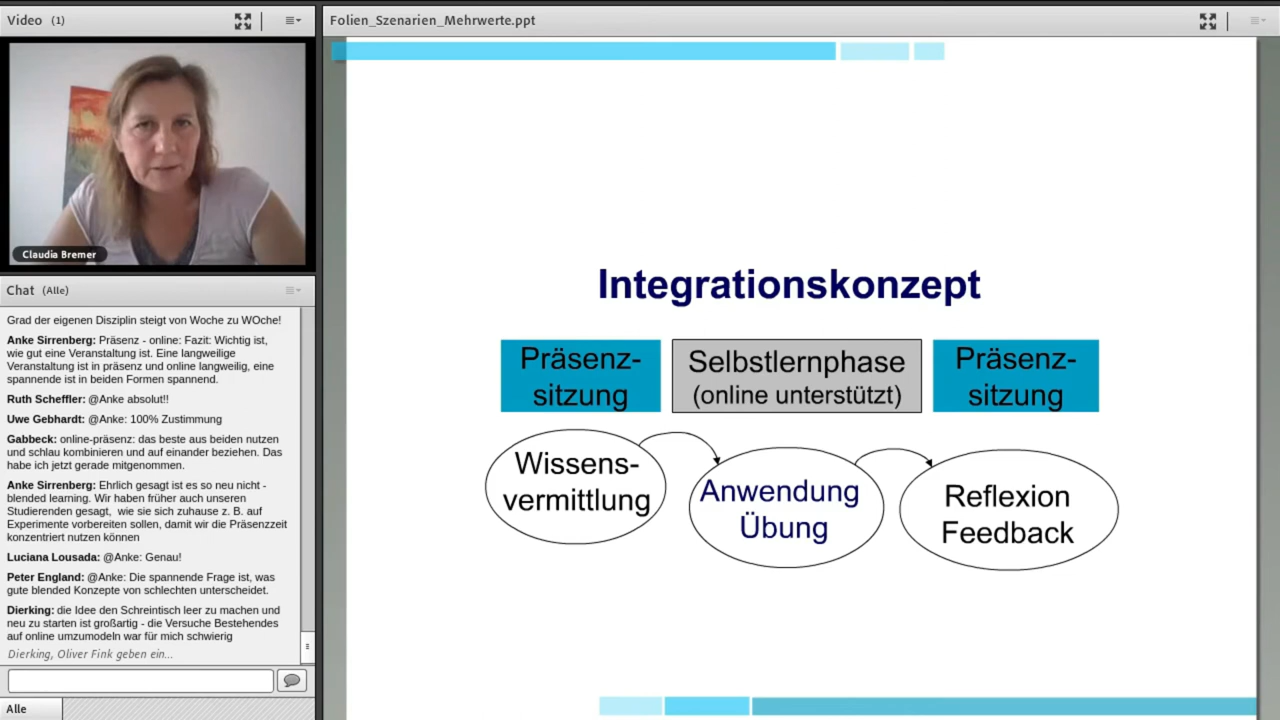 Video (1)
Claudia Bremer
Chat (Alle)
Grad der eigenen Disziplin steigt von Woche zu WOche!
Anke Sirrenberg: Präsenz - online: Fazit: Wichtig ist,
wie gut eine Veranstaltung ist. Eine langweilige
Veranstaltung ist in präsenz und online langweilig, eine
spannende ist in beiden Formen spannend.
Ruth Scheffler: @Anke absolut!!
Uwe Gebhardt: @Anke: 100% Zustimmung
Gabbeck: online-präsenz: das beste aus beiden nutzen
und schlau kombinieren und auf einander beziehen. Das
habe ich jetzt gerade mitgenommen.
Anke Sirrenberg: Ehrlich gesagt ist es so neu nicht -
blended learning. Wir haben früher auch unseren
Studierenden gesagt, wie sie sich zuhause z. B. auf
Experimente vorbereiten sollen, damit wir die Präsenzzeit
konzentriert nutzen können
Luciana Lousada: @Anke: Genau!
Peter England: @Anke: Die spannende Frage ist, was
gute blended Konzepte von schlechten unterscheidet.
Dierking: die Idee den Schreintisch leer zu machen und
neu zu starten ist großartig - die Versuche Bestehendes
auf online umzumodeln war für mich schwierig
Dierking, Oliver Fink geben ein...
Alle
Folien_Szenarien_Mehrwerte.ppt
Integrationskonzept
Präsenz-
sitzung
Selbstlernphase
(online unterstützt)
Präsenz-
sitzung
Wissens-
vermittlung
Anwendung
Übung
Reflexion
Feedback